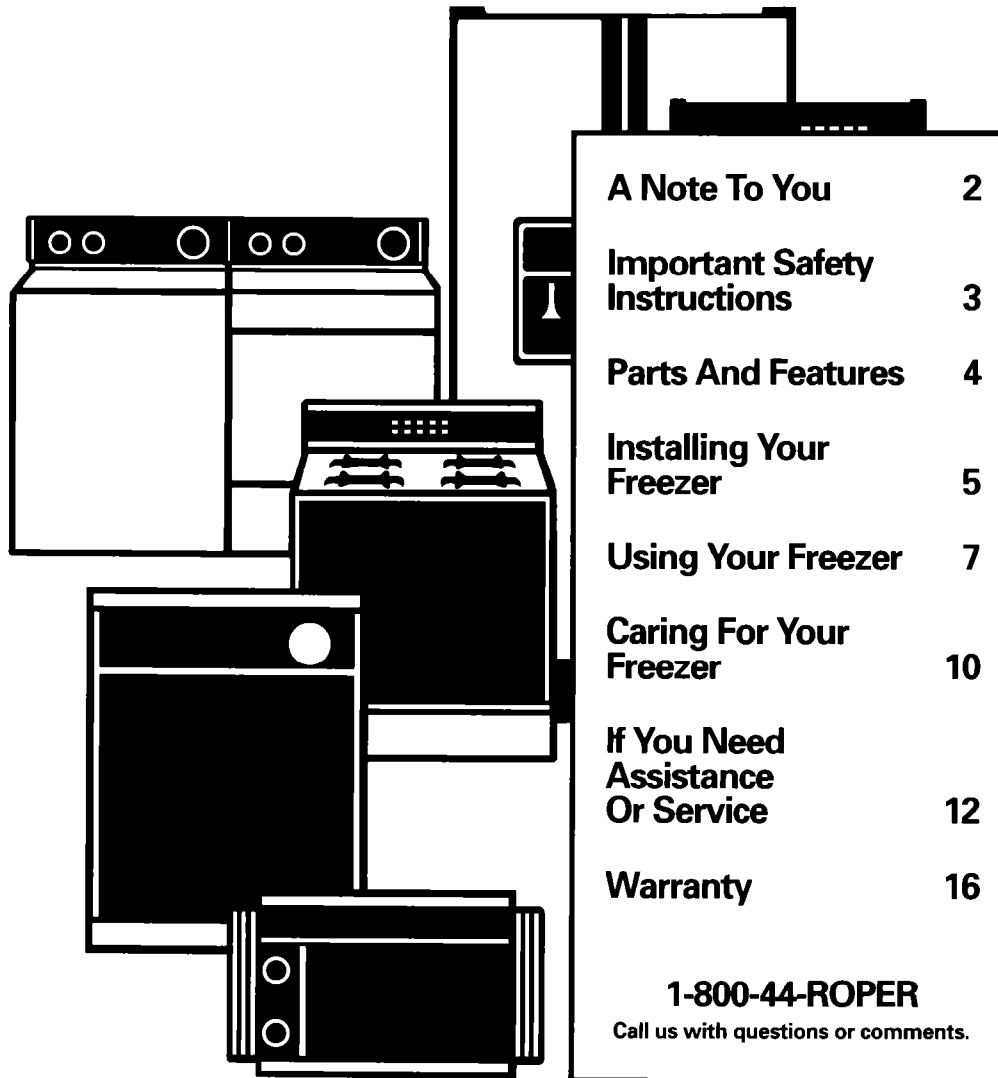 A Note To You 2
Important Safety
Instructions 3
Parts And Features 4
Installing Your
Freezer 5
Using Your Freezer 7
Caring For Your
Freezer 10
If You Need
Assistance
Or Service 12
Warranty 16
1-800-44-ROPER
Call us with questions or comments.